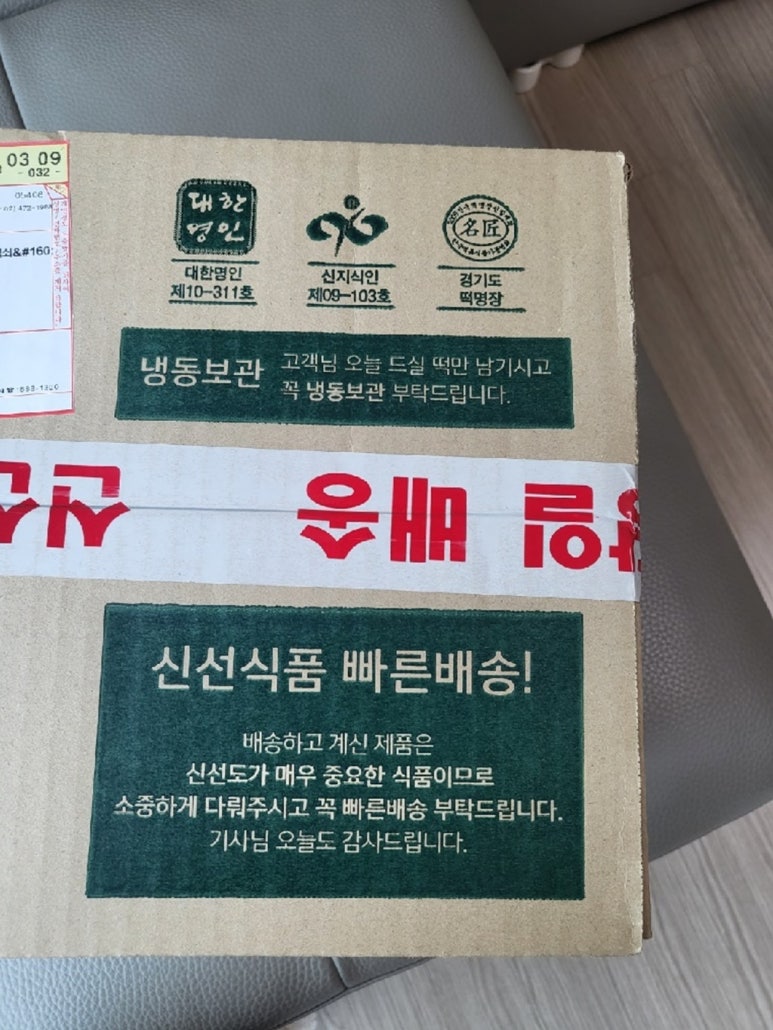 03 09
- 032 -
대한
명인
名匠
대한명인
제10-311호
신지식인
제09-103호
경기도
떡명장
냉동보관
고객님 오늘 드실 떡만 남기시고
꼭 냉동보관 부탁드립니다.
당일 배송
신선식품 빠른배송!
배송하고 계신 제품은
신선도가 매우 중요한 식품이므로
소중하게 다뤄주시고 꼭 빠른배송 부탁드립니다.
기사님 오늘도 감사드립니다.